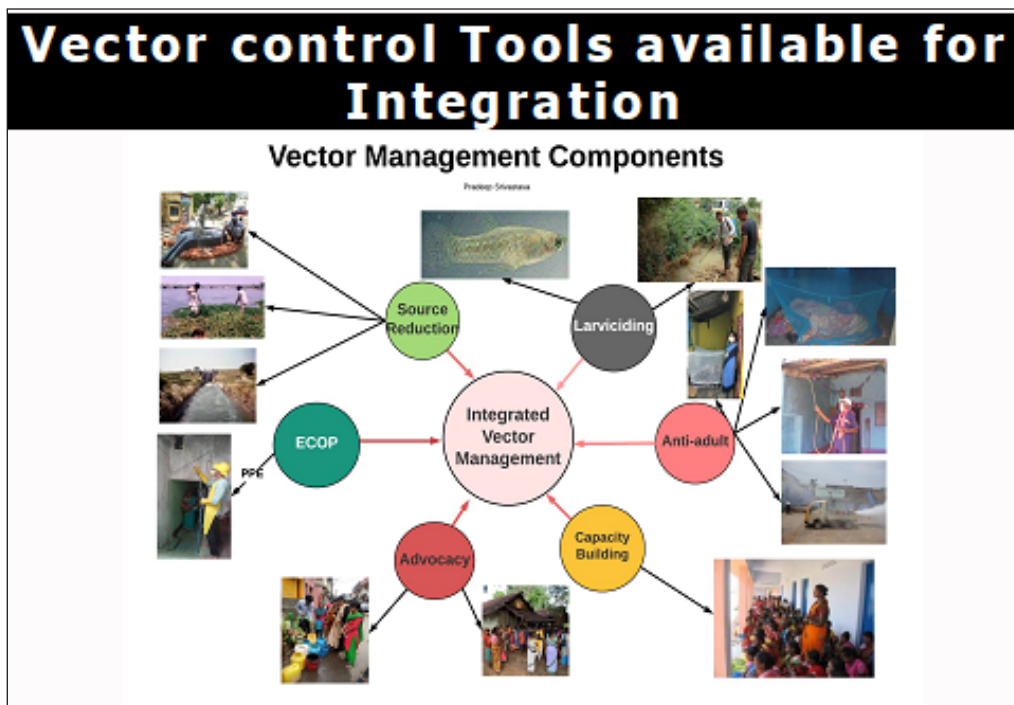 Vector control Tools available for
Integration
Vector Management Components
Pradeep Srivastava
Source
Reduction
Larviciding
Integrated
Vector
Management
ECOP
Anti-adult
PPE
Advocacy
Capacity
Building